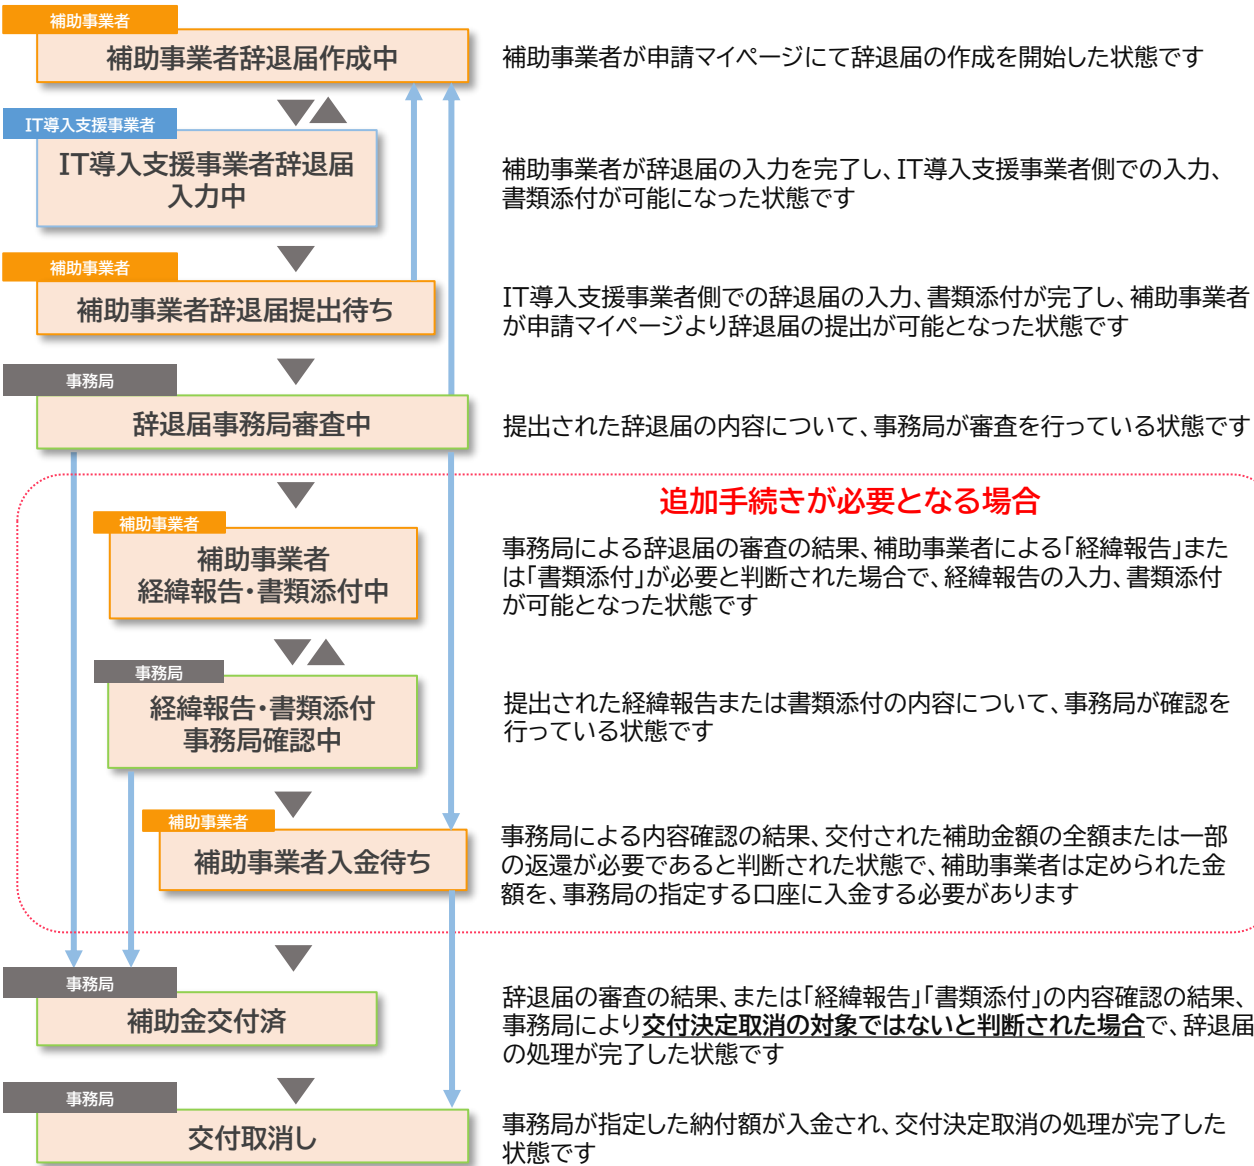 補助事業者
補助事業者辞退届作成中
補助事業者が申請マイページにて辞退届の作成を開始した状態です
IT導入支援事業者
IT導入支援事業者辞退届
入力中
補助事業者が辞退届の入力を完了し、IT導入支援事業者側での入力、
書類添付が可能になった状態です
補助事業者
補助事業者辞退届提出待ち
IT導入支援事業者側での辞退届の入力、書類添付が完了し、補助事業者
が申請マイページより辞退届の提出が可能となった状態です
事務局
辞退届事務局審査中
提出された辞退届の内容について、事務局が審査を行っている状態です
追加手続きが必要となる場合
補助事業者
補助事業者
経緯報告・書類添付中
事務局による辞退届の審査の結果、補助事業者による「経緯報告」また
は「書類添付」が必要と判断された場合で、経緯報告の入力、書類添付
が可能となった状態です
事務局
経緯報告・書類添付
事務局確認中
提出された経緯報告または書類添付の内容について、事務局が確認を
行っている状態です
補助事業者
補助事業者入金待ち
事務局による内容確認の結果、交付された補助金額の全額または一部
の返還が必要であると判断された状態で、補助事業者は定められた金
額を、事務局の指定する口座に入金する必要があります
事務局
補助金交付済
辞退届の審査の結果、または「経緯報告」「書類添付」の内容確認の結果、
事務局により交付決定取消の対象ではないと判断された場合で、辞退届
の処理が完了した状態です
事務局
交付取消し
事務局が指定した納付額が入金され、交付決定取消の処理が完了した
状態です